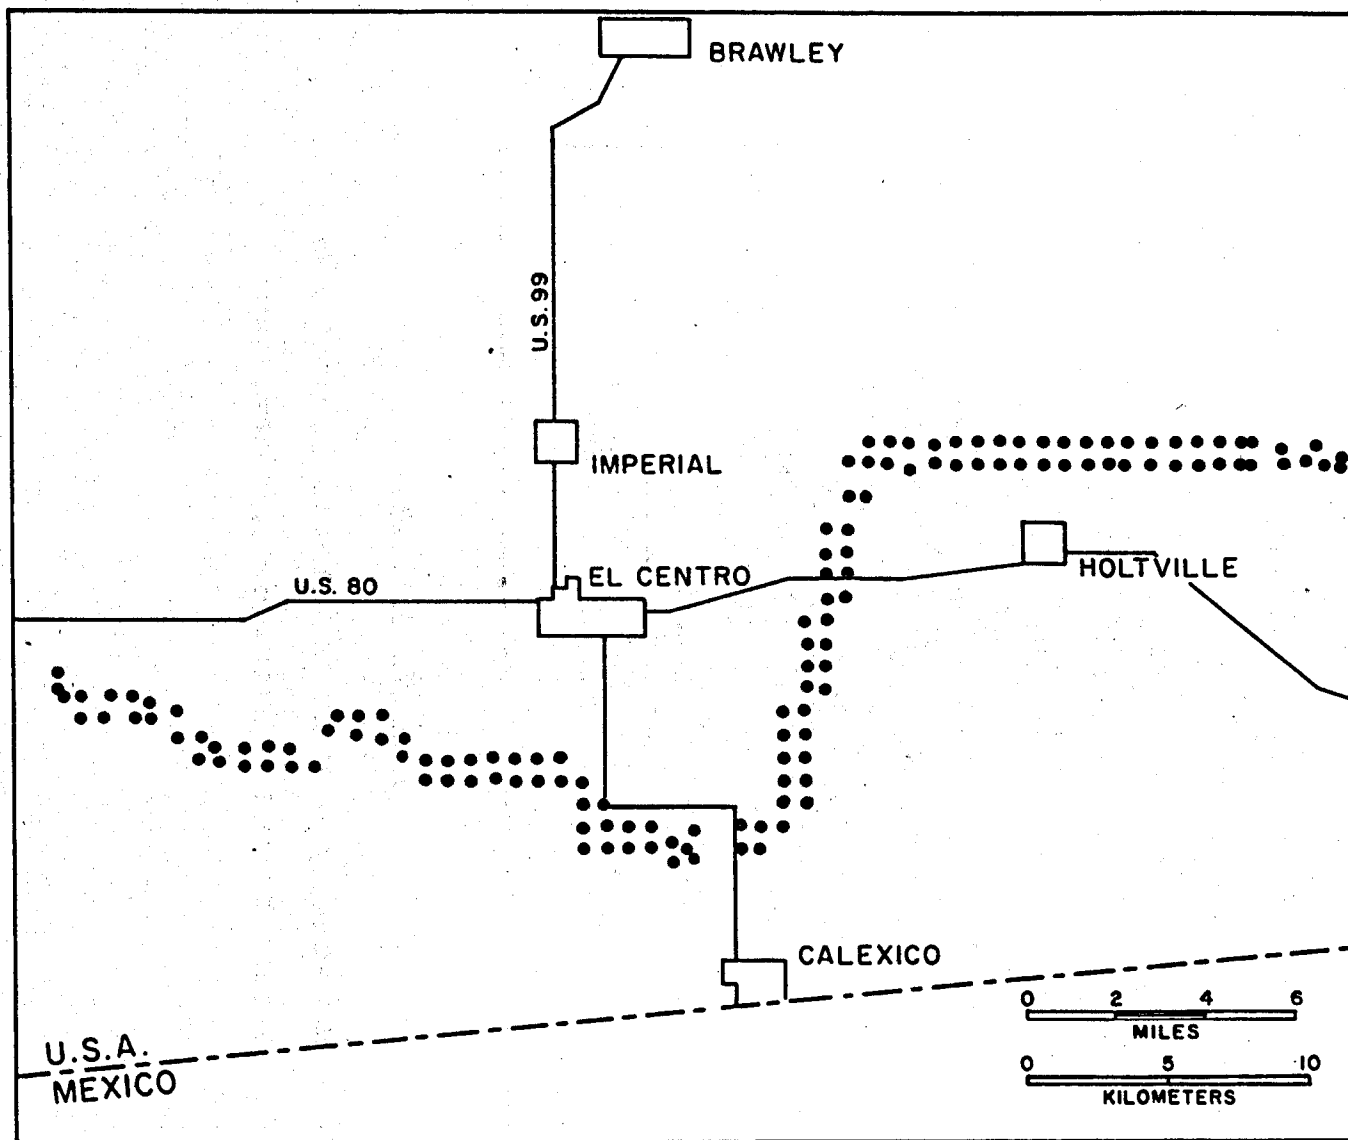 BRAWLEY
U.S. 99
IMPERIAL
EL CENTRO
U.S. 80
HOLTVILLE
CALEXICO
0 2 4 6
MILES
U.S.A.
MEXICO
0 5 10
KILOMETERS